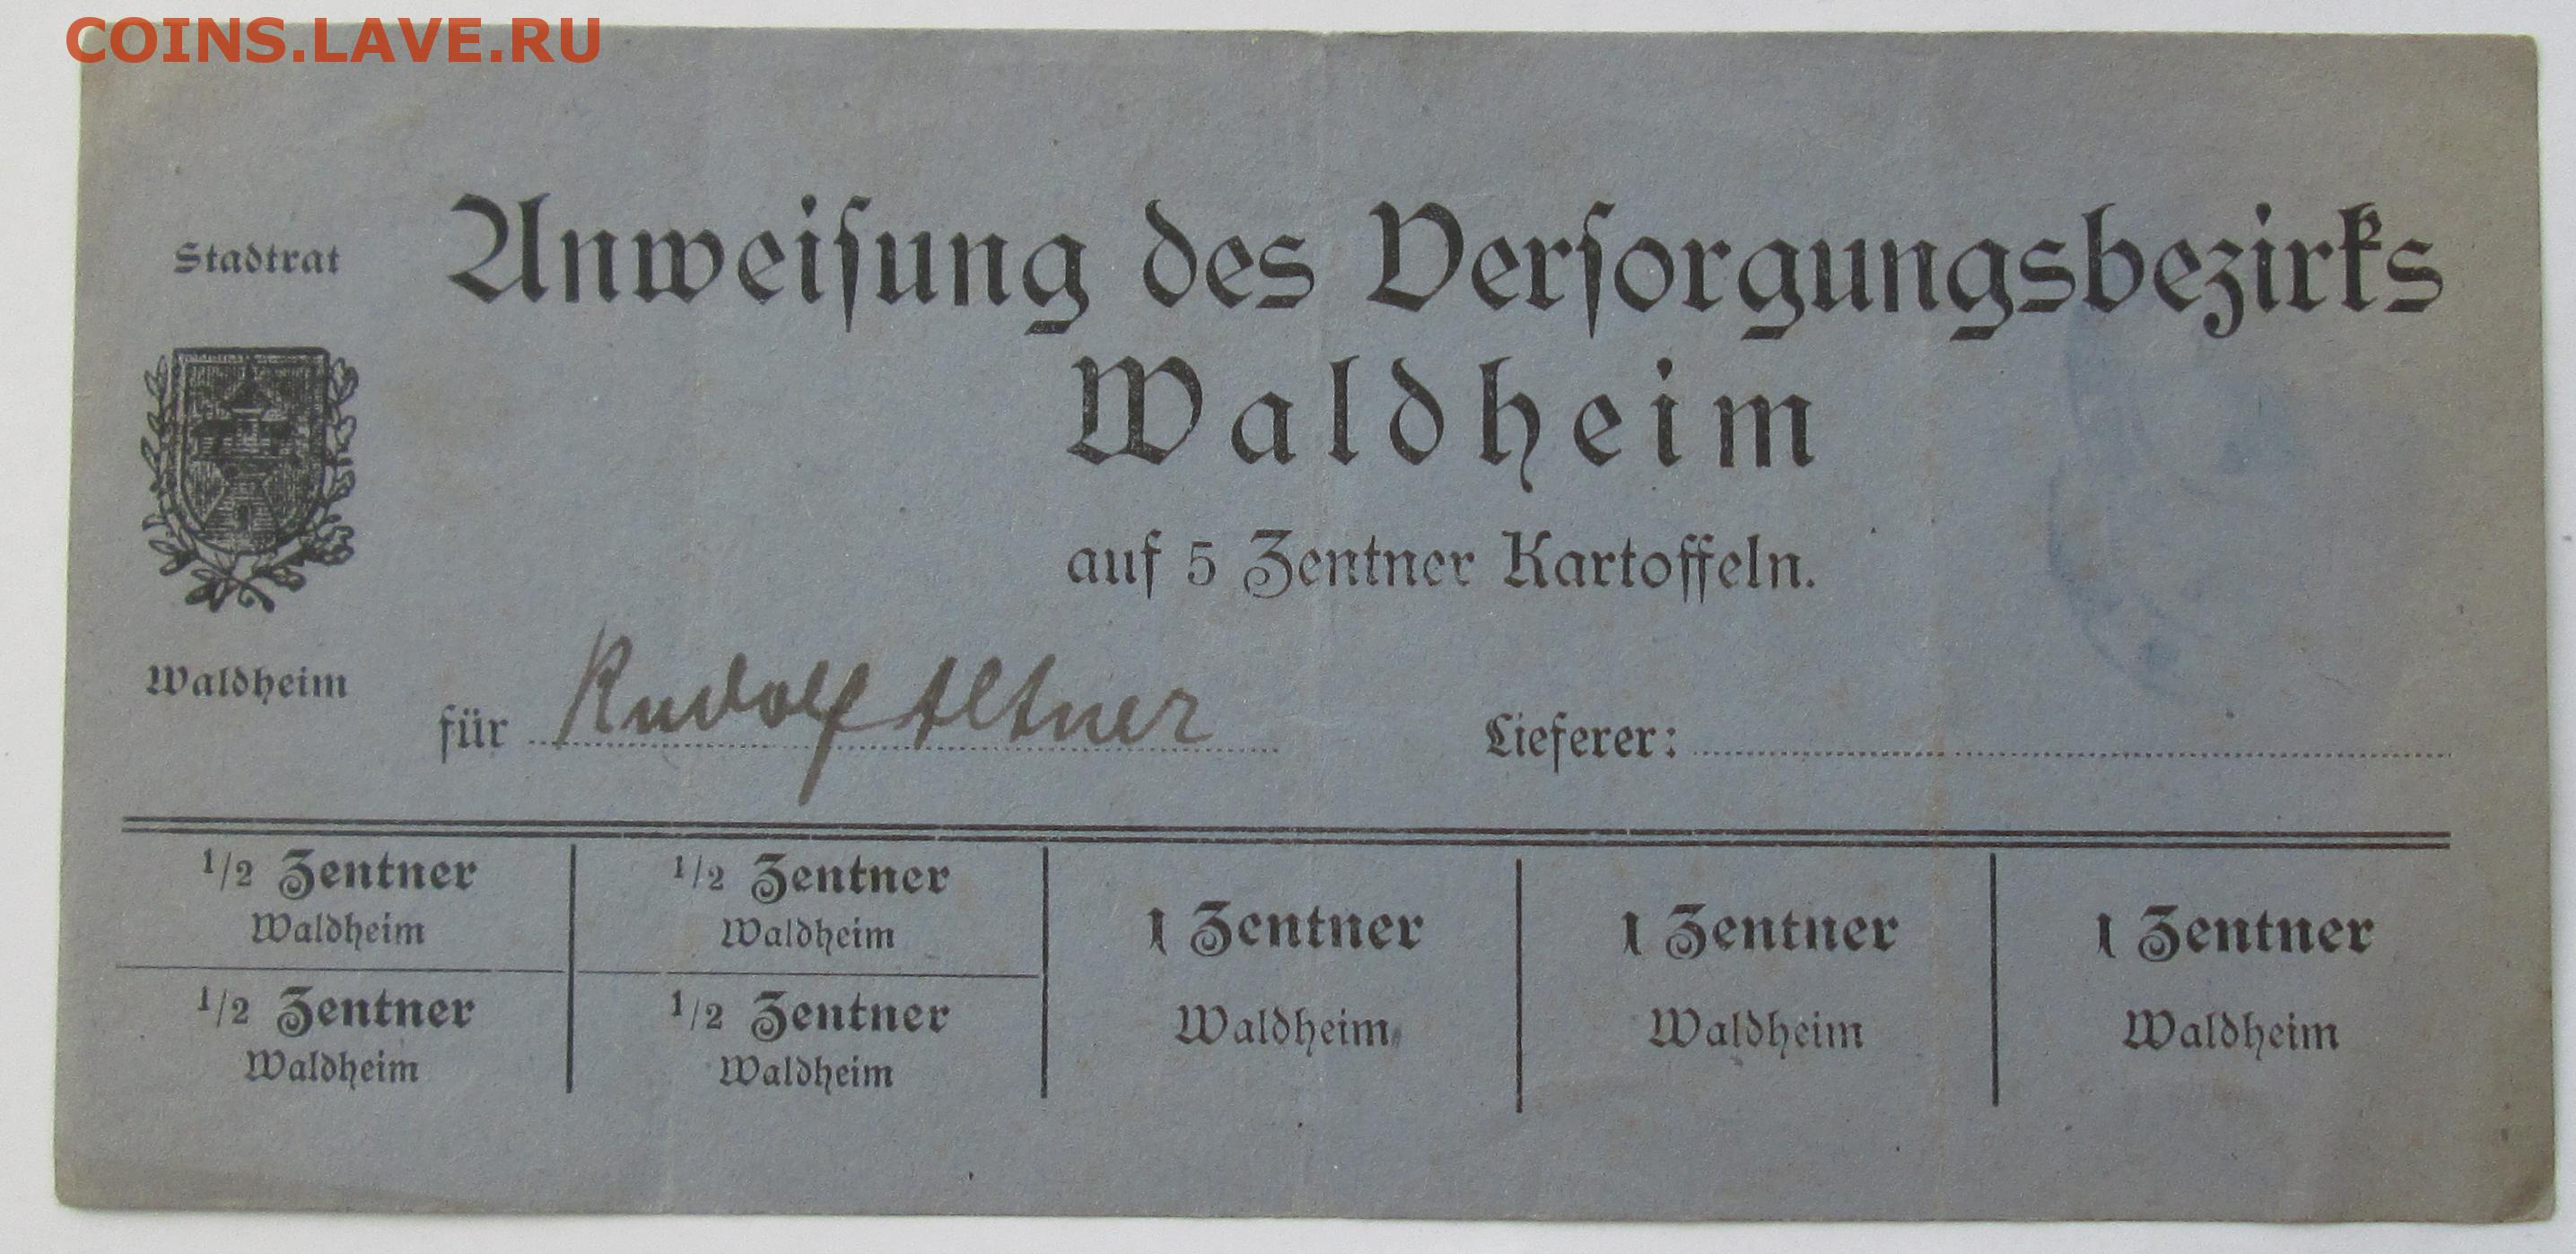 COINS.LAVE.RU
Stadtrat
Waldheim
Anweiſung des Verſorgungsbezirks
Waldheim
auf 5 Zentner Kartoffeln.
für Rudolf Altner
Lieferer:
1/2 Zentner
Waldheim
1/2 Zentner
Waldheim
1/2 Zentner
Waldheim
1/2 Zentner
Waldheim
1 Zentner
Waldheim
1 Zentner
Waldheim
1 Zentner
Waldheim